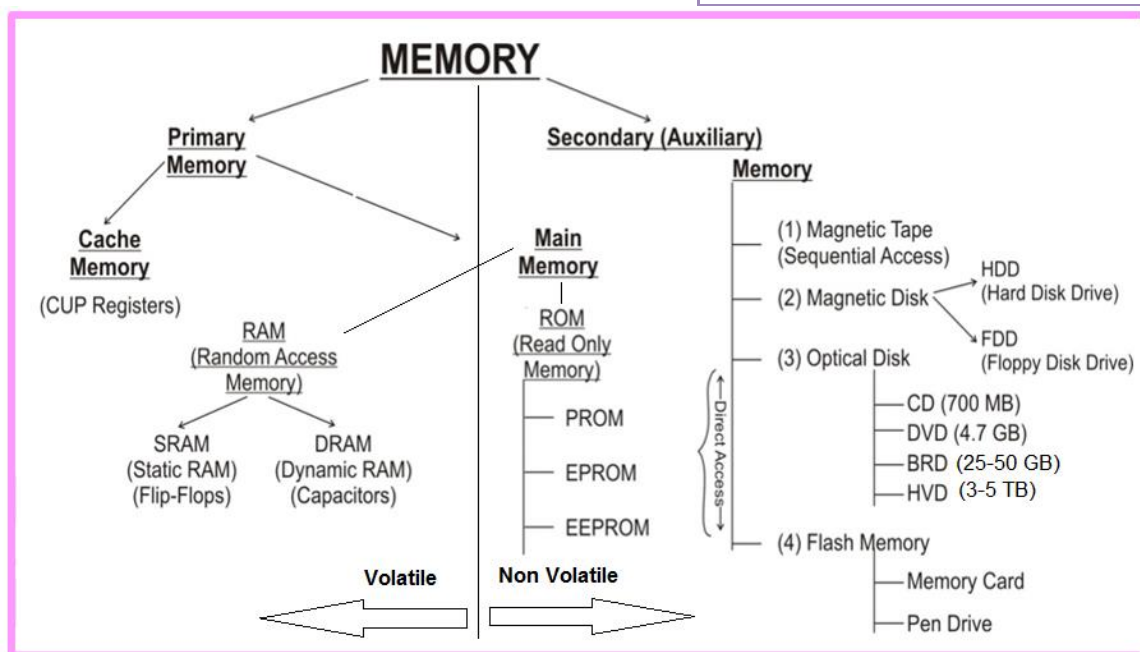 MEMORY
Primary
Memory
Secondary (Auxiliary)
Memory
Cache
Memory
(CUP Registers)
Main
Memory
RAM
(Random Access
Memory)
SRAM
(Static RAM)
(Flip-Flops)
DRAM
(Dynamic RAM)
(Capacitors)
ROM
(Read Only
Memory)
PROM
EPROM
EEPROM
(1) Magnetic Tape
(Sequential Access)
(2) Magnetic Disk
HDD
(Hard Disk Drive)
FDD
(Floppy Disk Drive)
(3) Optical Disk
CD (700 MB)
DVD (4.7 GB)
BRD (25-50 GB)
HVD (3-5 TB)
Direct Access
(4) Flash Memory
Memory Card
Pen Drive
Volatile
Non Volatile